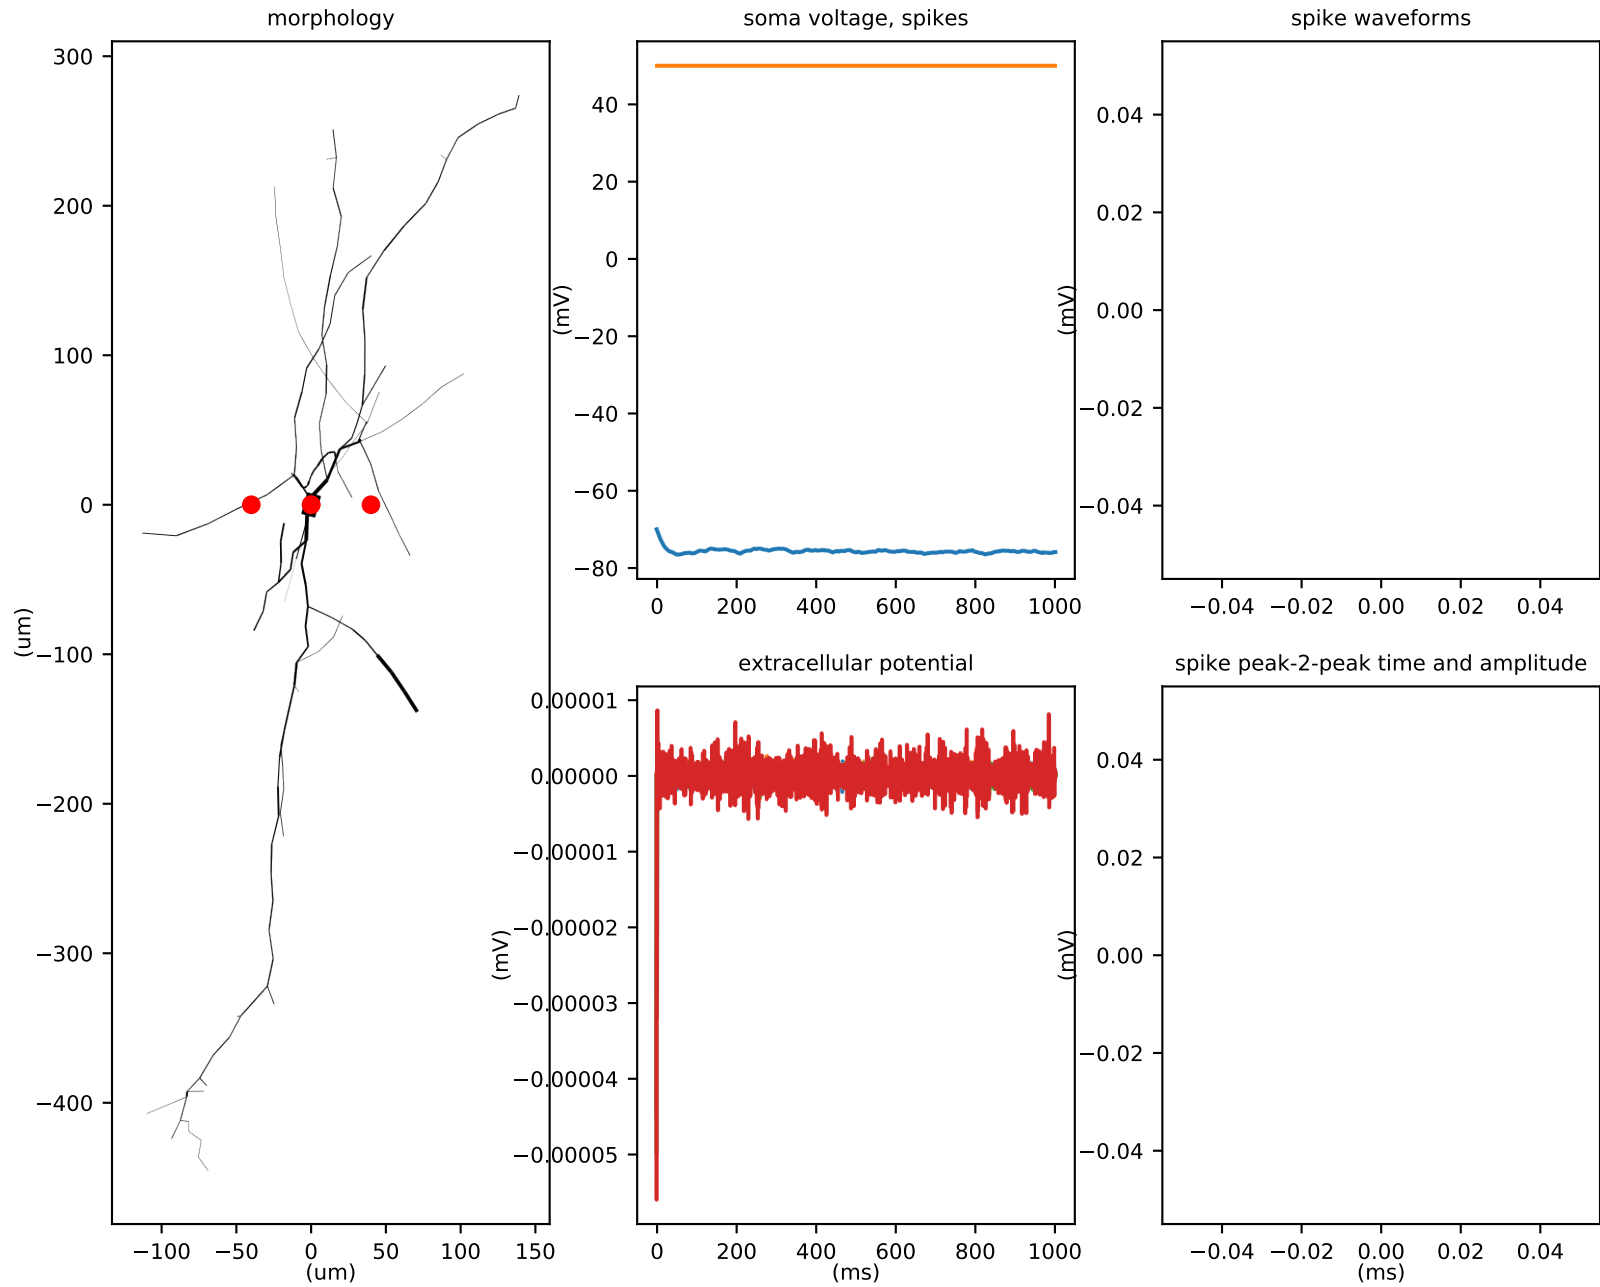 morphology
300
200
100
0
−100
−200
−300
−400
(um)
−100 −50 0 50 100 150
(um)
soma voltage, spikes
40
20
0
−20
−40
−60
−80
(mV)
0 200 400 600 800 1000
spike waveforms
0.04
0.02
0.00
−0.02
−0.04
(mV)
−0.04 −0.02 0.00 0.02 0.04
extracellular potential
0.00001
0.00000
−0.00001
−0.00002
−0.00003
−0.00004
−0.00005
(mV)
0 200 400 600 800 1000
(ms)
spike peak-2-peak time and amplitude
0.04
0.02
0.00
−0.02
−0.04
(mV)
−0.04 −0.02 0.00 0.02 0.04
(ms)